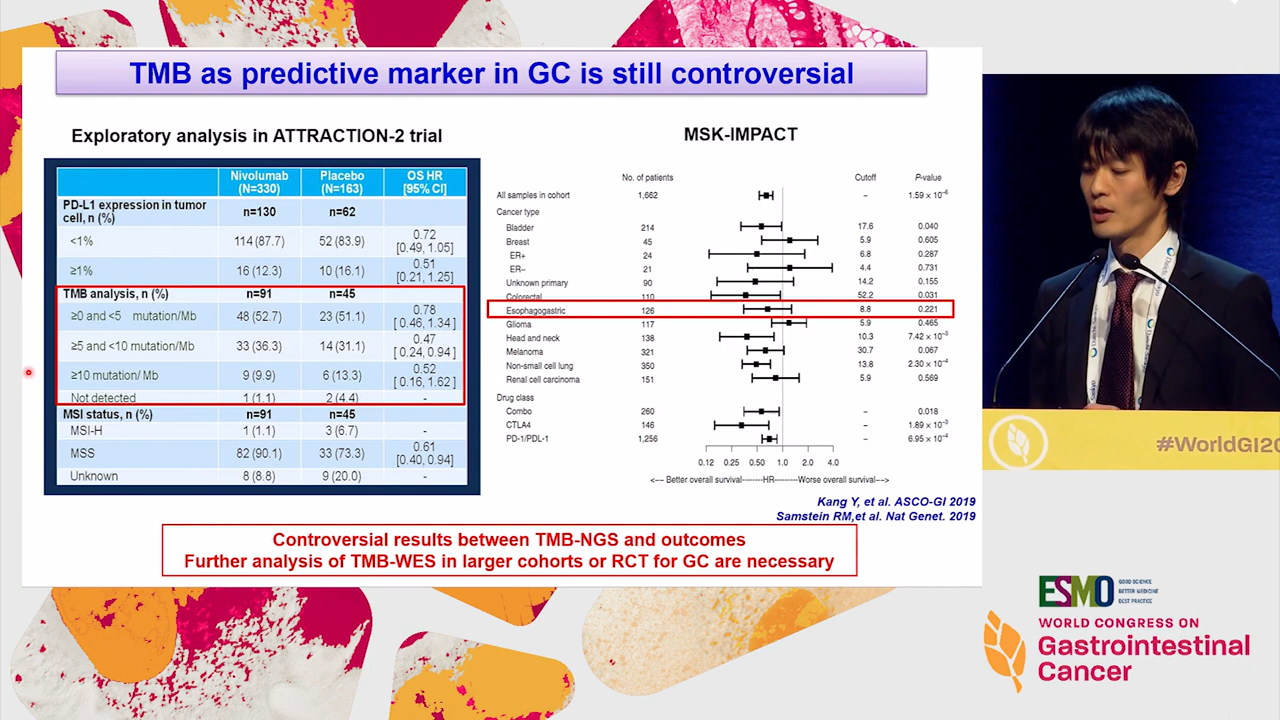 TMB as predictive marker in GC is still controversial
Exploratory analysis in ATTRACTION-2 trial
Nivolumab (N=330) Placebo (N=163) OS HR [95% CI]
PD-L1 expression in tumor cell, n (%) n=130 n=62
<1% 114 (87.7) 52 (83.9) 0.72 [0.49, 1.05]
≥1% 16 (12.3) 10 (16.1) 0.51 [0.21, 1.25]
TMB analysis, n (%) n=91 n=45
≥0 and <5 mutation/Mb 48 (52.7) 23 (51.1) 0.78 [0.46, 1.34]
≥5 and <10 mutation/Mb 33 (36.3) 14 (31.1) 0.47 [0.24, 0.94]
≥10 mutation/ Mb 9 (9.9) 6 (13.3) 0.52 [0.16, 1.62]
Not detected 1 (1.1) 2 (4.4) -
MSI status, n (%) n=91 n=45
MSI-H 1 (1.1) 3 (6.7) -
MSS 82 (90.1) 33 (73.3) 0.61 [0.40, 0.94]
Unknown 8 (8.8) 9 (20.0) -
MSK-IMPACT
No. of patients Cutoff P-value
All samples in cohort 1,662 – 1.59 × 10⁻⁶
Cancer type
Bladder 214 17.6 0.040
Breast 45 5.9 0.605
ER+ 24 6.8 0.287
ER− 21 4.4 0.731
Unknown primary 90 14.2 0.155
Colorectal 110 52.2 0.031
Esophagogastric 126 8.8 0.221
Glioma 117 5.9 0.465
Head and neck 138 10.3 7.42 × 10⁻³
Melanoma 321 30.7 0.067
Non-small cell lung 350 13.8 2.30 × 10⁻⁴
Renal cell carcinoma 151 5.9 0.569
Drug class
Combo 260 – 0.018
CTLA4 146 – 1.89 × 10⁻³
PD-1/PDL-1 1,256 – 6.95 × 10⁻⁴
0.12 0.25 0.50 1.0 2.0 4.0
<-- Better overall survival--------HR--------Worse overall survival-->
Kang Y, et al. ASCO-GI 2019
Samstein RM,et al. Nat Genet. 2019
Controversial results between TMB-NGS and outcomes
Further analysis of TMB-WES in larger cohorts or RCT for GC are necessary
#WorldGI20
ESMO
GOOD SCIENCE
BETTER MEDICINE
BEST PRACTICE
WORLD CONGRESS ON
Gastrointestinal
Cancer